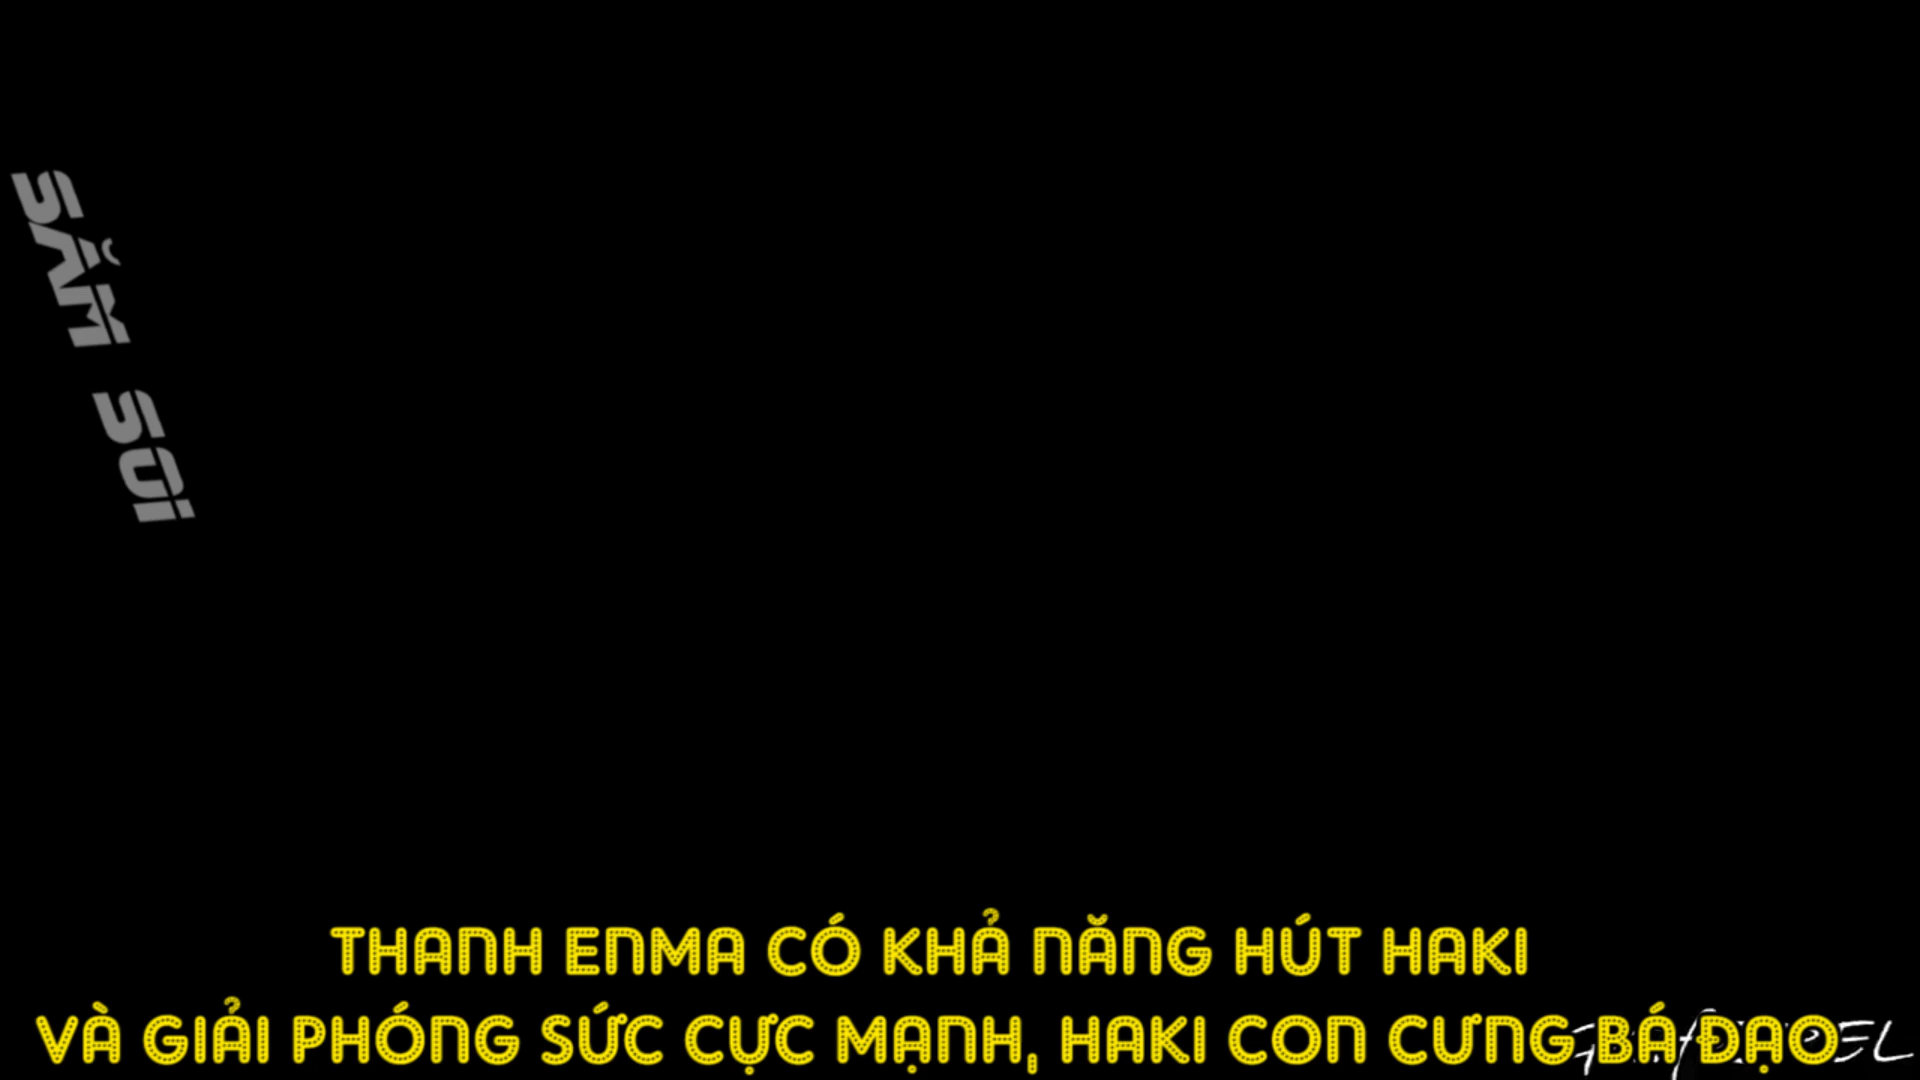 SĂM SOI
THANH ENMA CÓ KHẢ NĂNG HÚT HAKI
VÀ GIẢI PHÓNG SỨC CỰC MẠNH, HAKI CON CƯNG BÁ ĐẠO